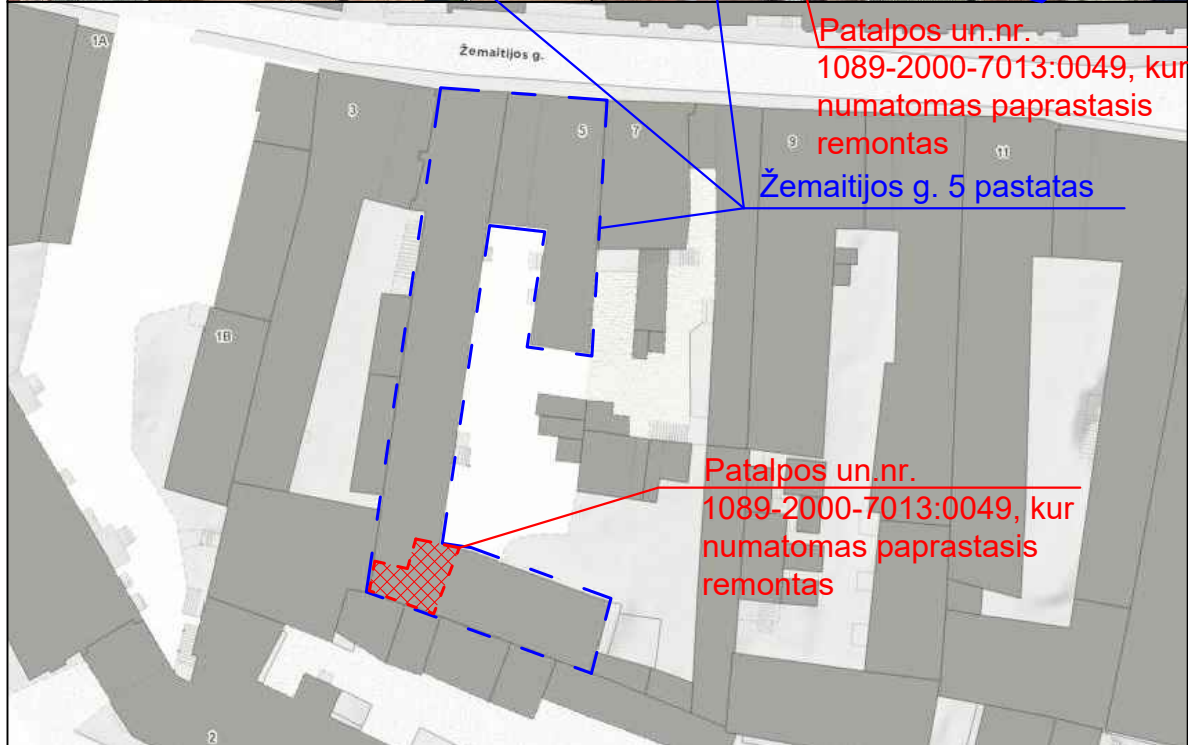 Patalpos un.nr.
1089-2000-7013:0049, kur
numatomas paprastasis
remontas
1A
Žemaitijos g.
3
5
7
9
11
Žemaitijos g. 5 pastatas
1B
Patalpos un.nr.
1089-2000-7013:0049, kur
numatomas paprastasis
remontas
2